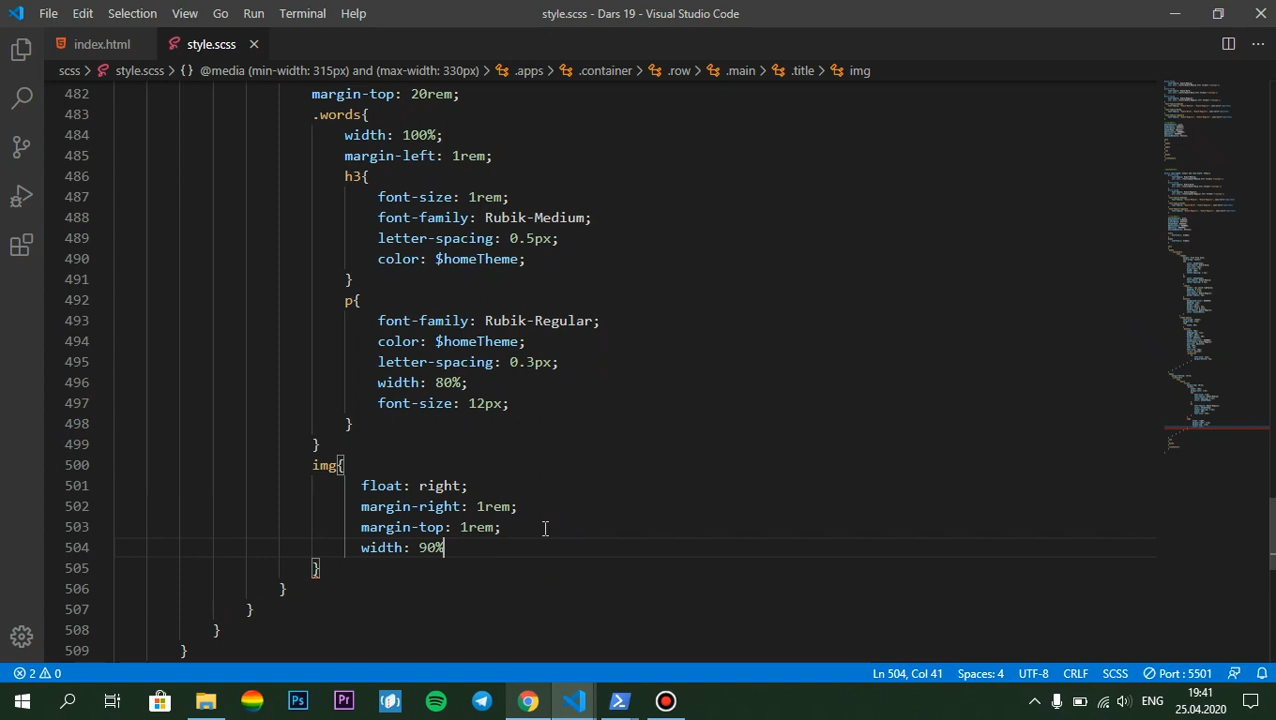 File Edit Selection View Go Run Terminal Help style.scss - Dars 19 - Visual Studio Code
index.html style.scss
scss > style.scss > {} @media (min-width: 315px) and (max-width: 330px) > .apps > .container > .row > .main > .title > img
482 margin-top: 20rem;
483 .words{
484 width: 100%;
485 margin-left: 1rem;
486 h3{
487 font-size: 1rem;
488 font-family: Rubik-Medium;
489 letter-spacing: 0.5px;
490 color: $homeTheme;
491 }
492 p{
493 font-family: Rubik-Regular;
494 color: $homeTheme;
495 letter-spacing: 0.3px;
496 width: 80%;
497 font-size: 12px;
498 }
499 }
500 img{
501 float: right;
502 margin-right: 1rem;
503 margin-top: 1rem;
504 width: 90%
505 }
506 }
507 }
508 }
509 }
2 0 Ln 504, Col 41 Spaces: 4 UTF-8 CRLF SCSS Port : 5501
Ps Pr ENG 19:41
25.04.2020